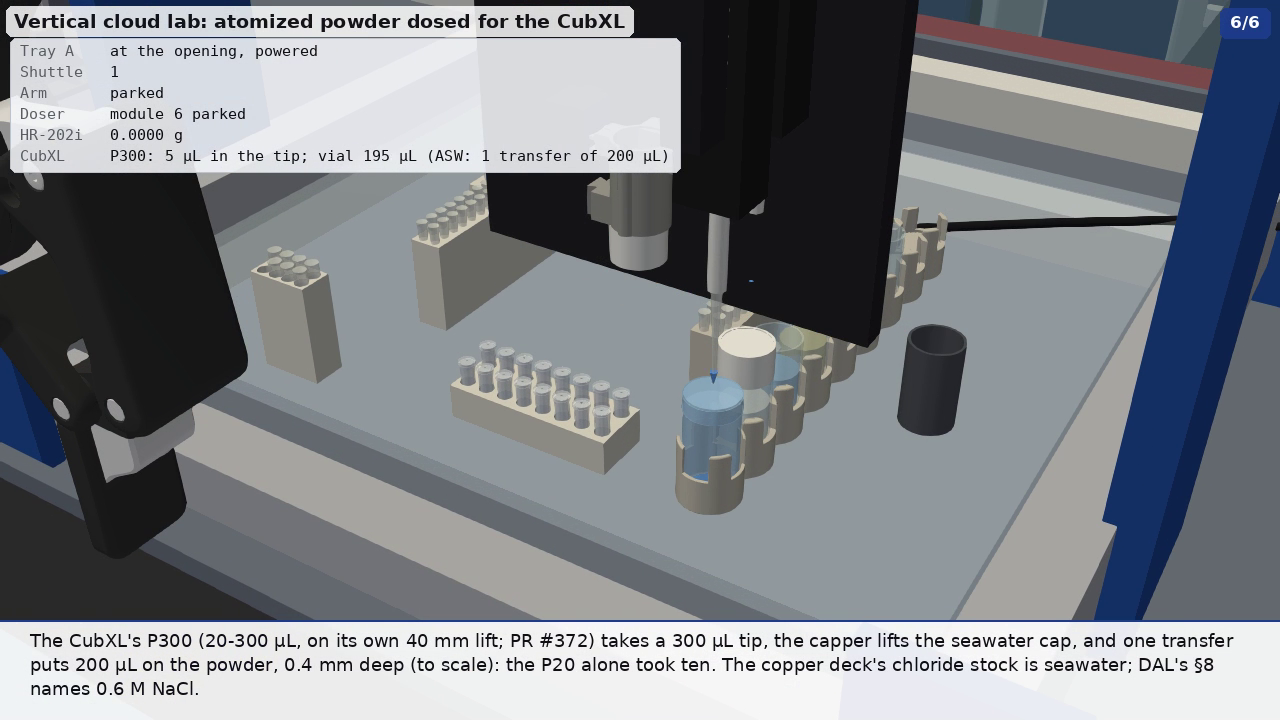 Vertical cloud lab: atomized powder dosed for the CubXL
6/6
Tray A at the opening, powered
Shuttle 1
Arm parked
Doser module 6 parked
HR-202i 0.0000 g
CubXL P300: 5 µL in the tip; vial 195 µL (ASW: 1 transfer of 200 µL)
The CubXL's P300 (20-300 µL, on its own 40 mm lift; PR #372) takes a 300 µL tip, the capper lifts the seawater cap, and one transfer
puts 200 µL on the powder, 0.4 mm deep (to scale): the P20 alone took ten. The copper deck's chloride stock is seawater; DAL's §8
names 0.6 M NaCl.